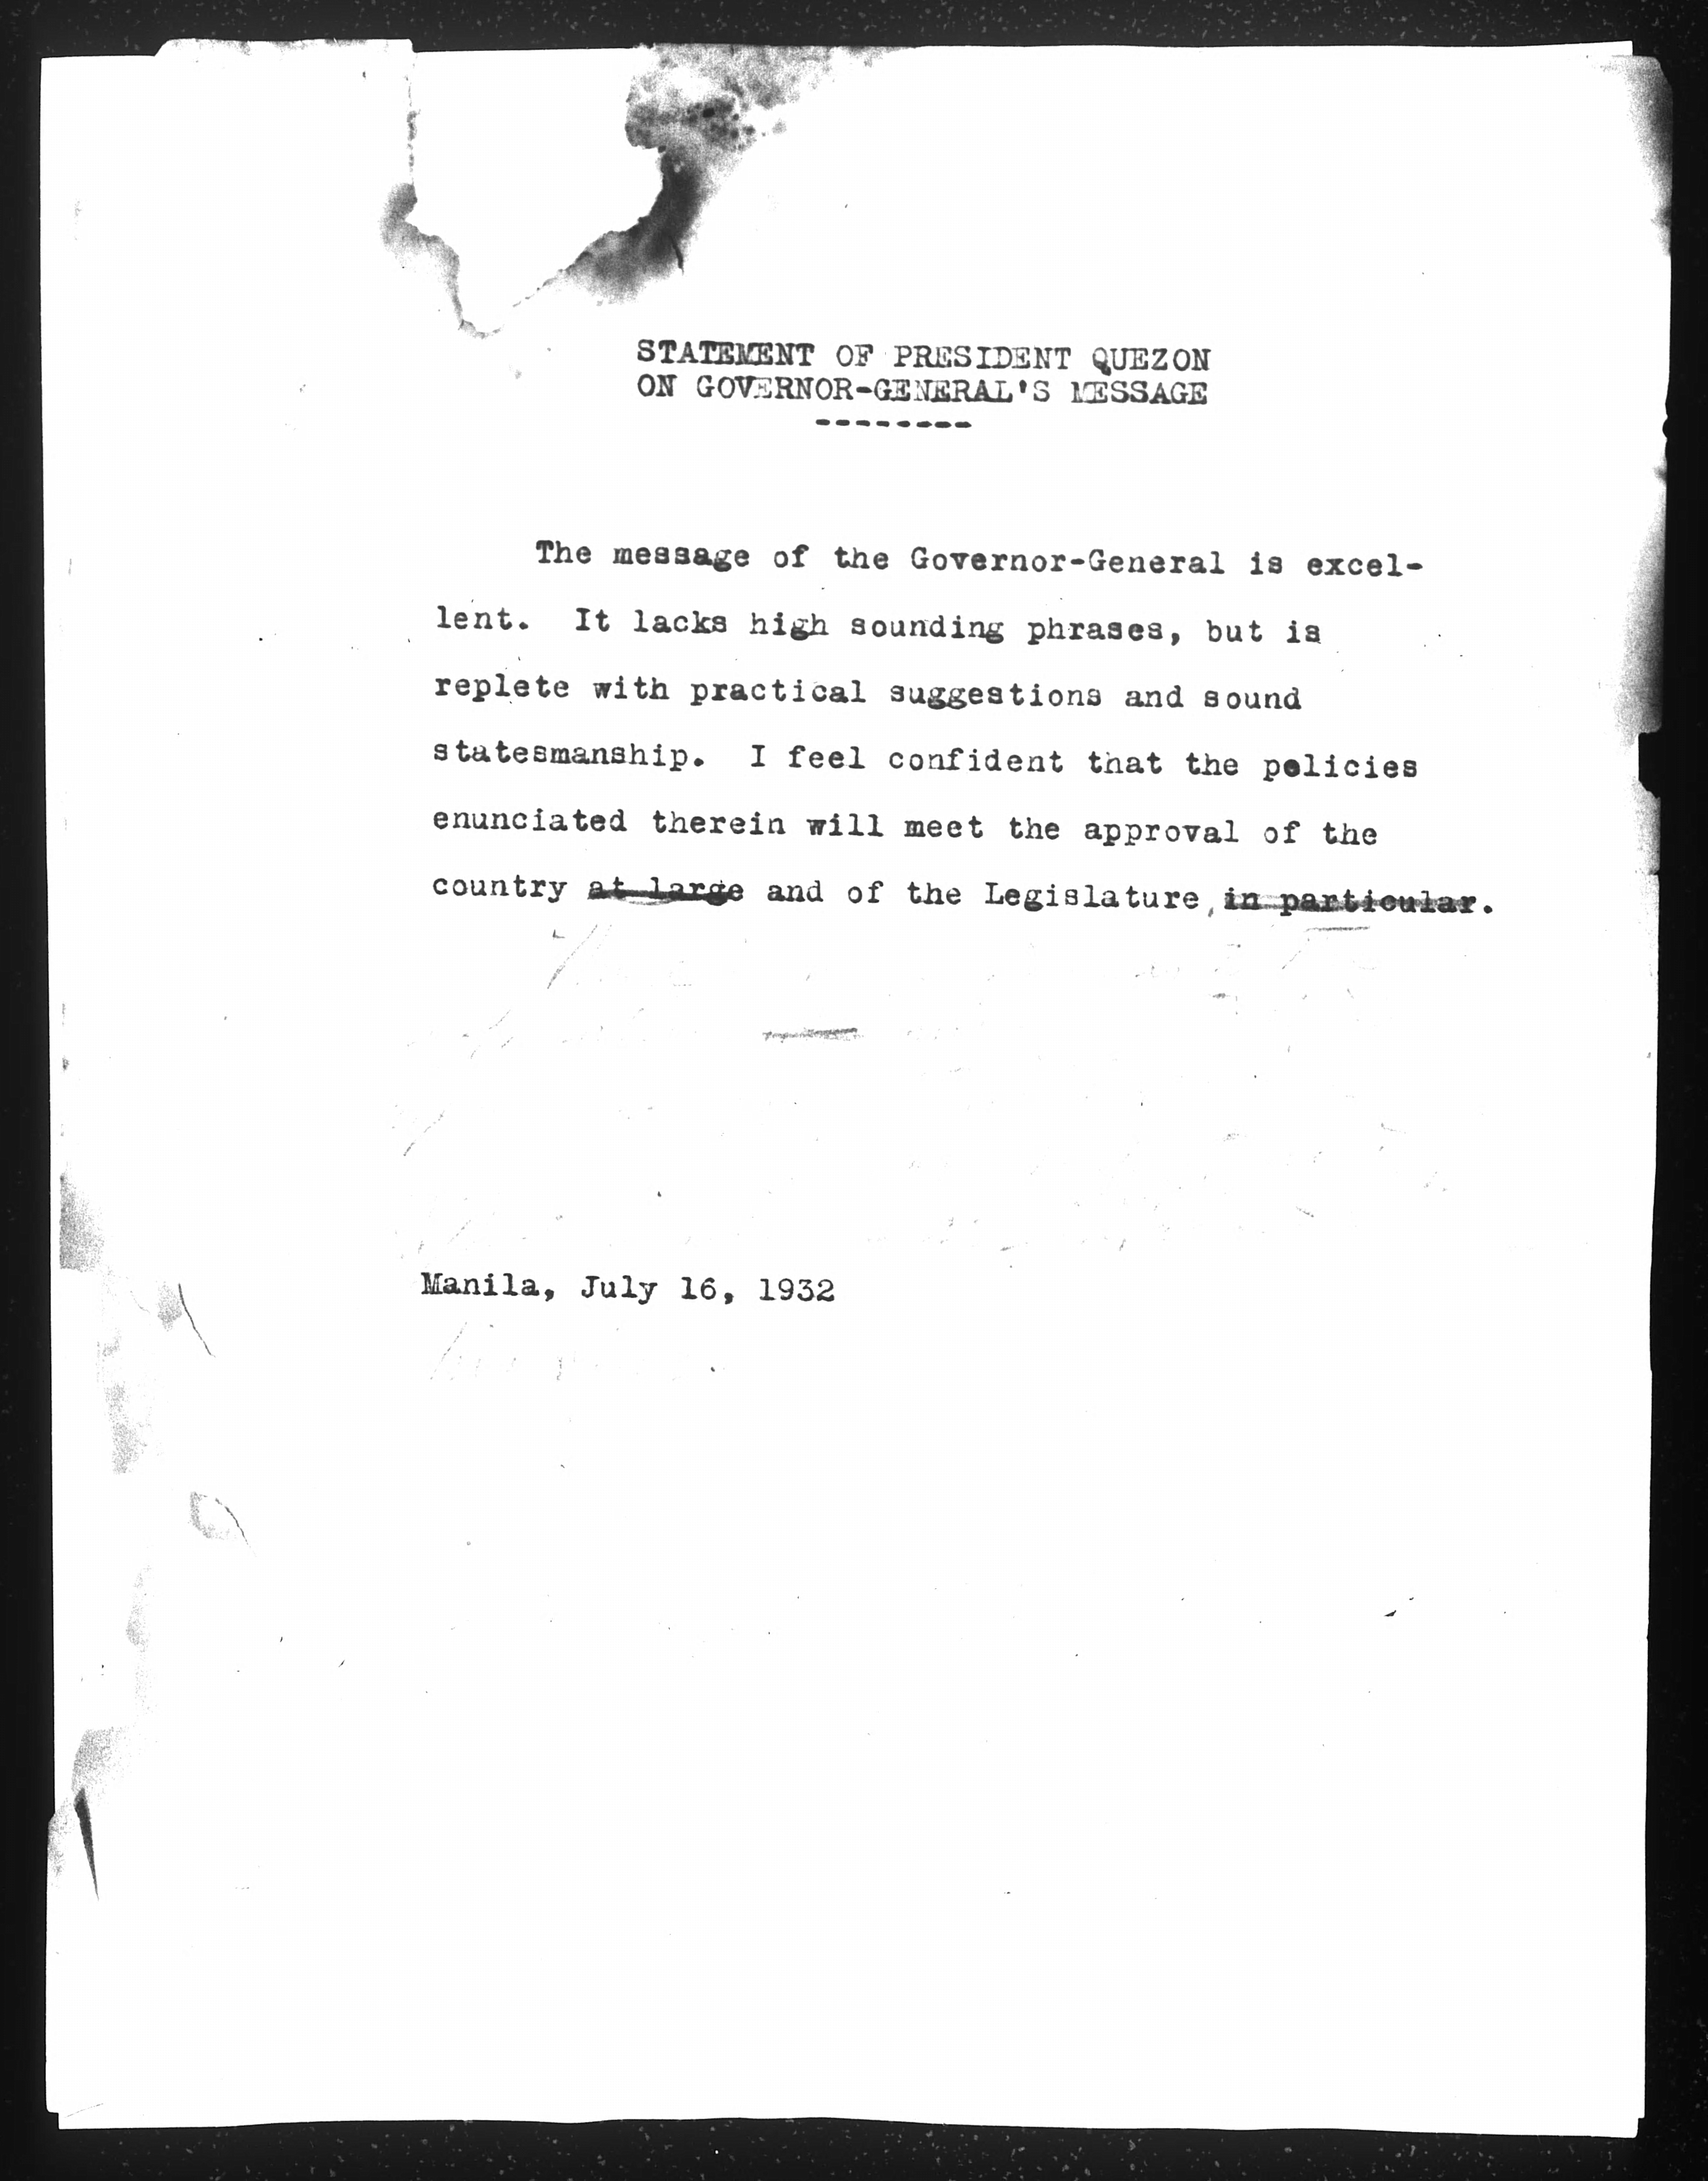 STATEMENT OF PRESIDENT QUEZON
ON GOVERNOR-GENERAL'S MESSAGE
--------
The message of the Governor-General is excel-
lent. It lacks high sounding phrases, but is
replete with practical suggestions and sound
statesmanship. I feel confident that the policies
enunciated therein will meet the approval of the
country at large and of the Legislature, in particular.
Manila, July 16, 1932